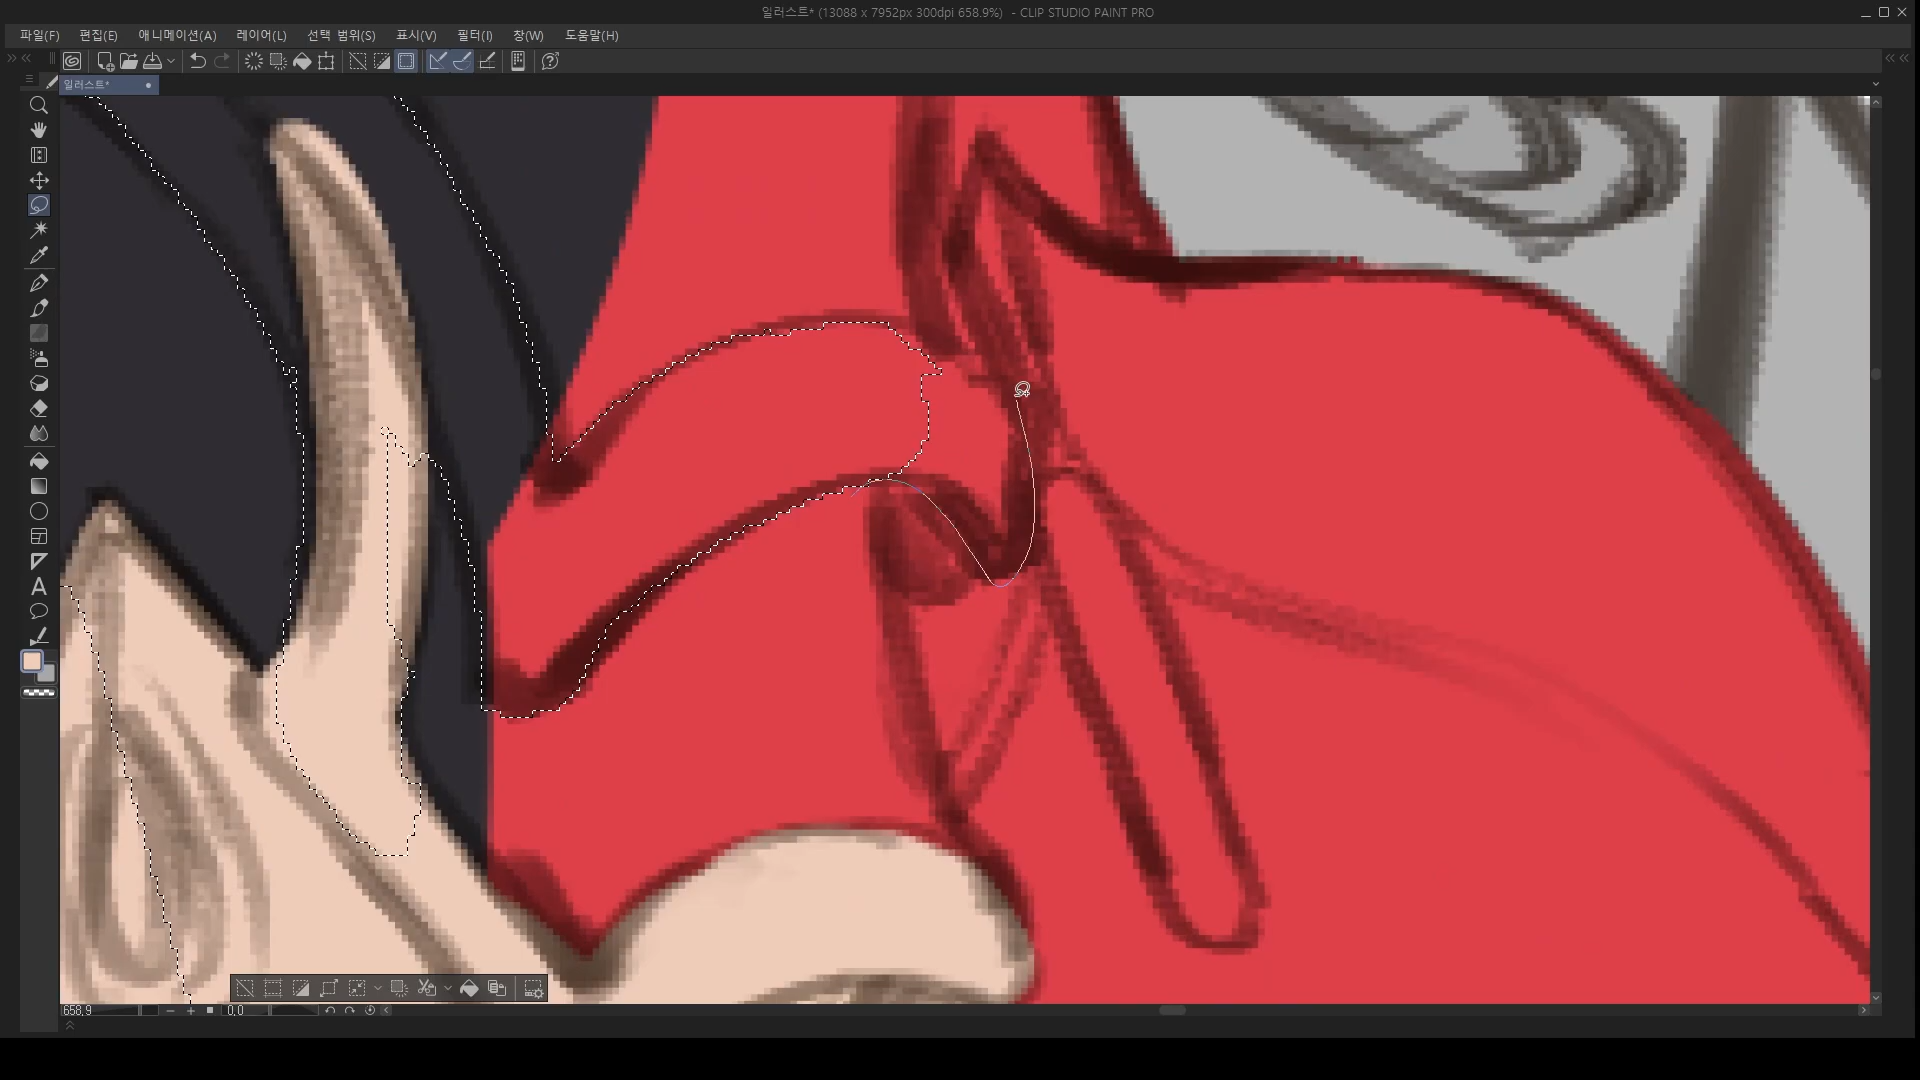 일러스트* (13088 x 7952px 300dpi 658.9%) - CLIP STUDIO PAINT PRO
파일(F) 편집(E) 애니메이션(A) 레이어(L) 선택 범위(S) 표시(V) 필터(I) 창(W) 도움말(H)
일러스트*
658.9 0.0